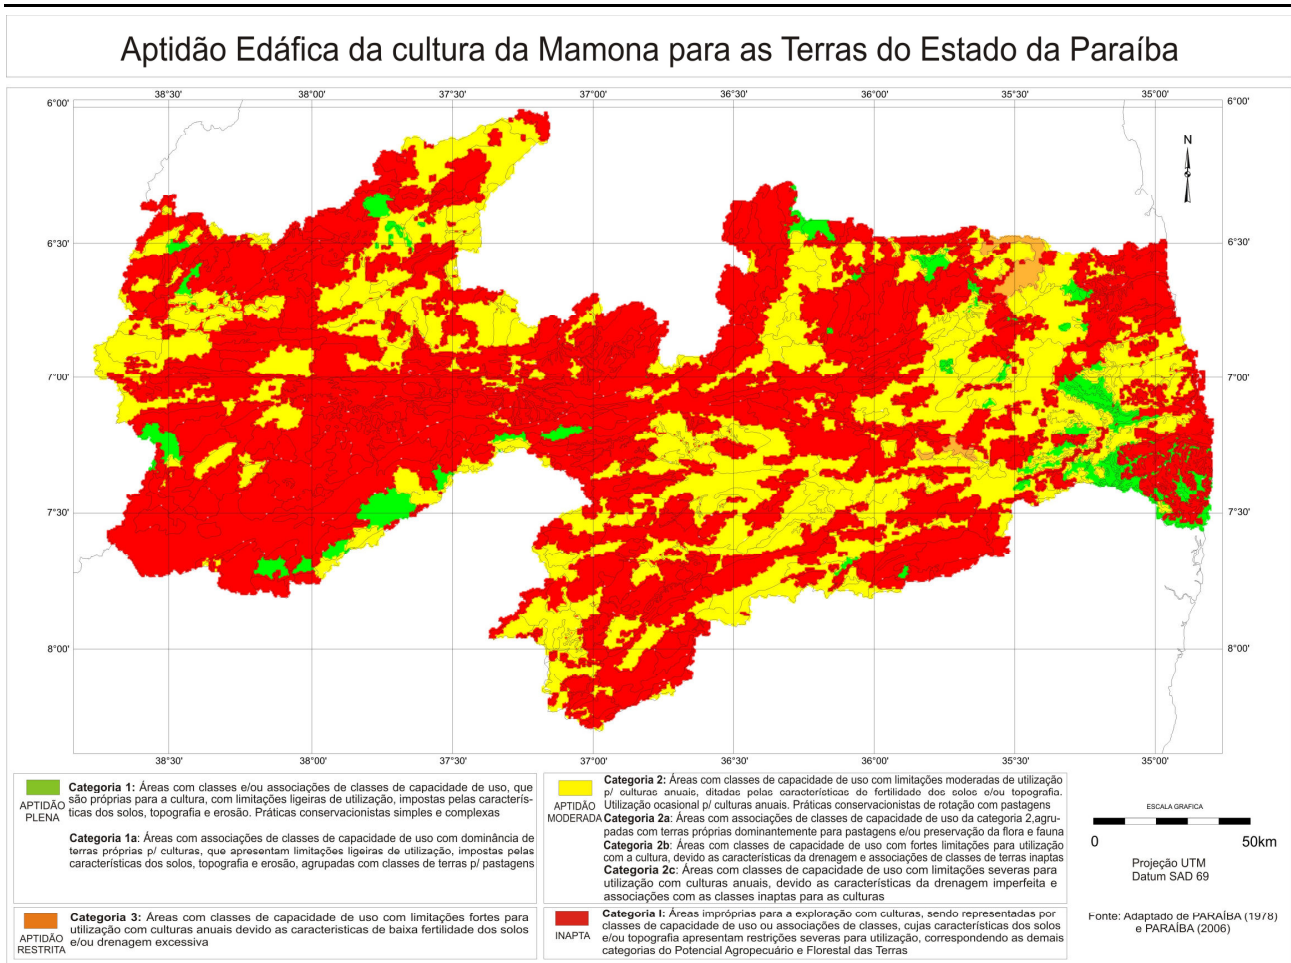 Aptidão Edáfica da cultura da Mamona para as Terras do Estado da Paraíba
38°30' 38°00' 37°30' 37°00' 36°30' 36°00' 35°30' 35°00'
6°00' 6°00'
N
6°30' 6°30'
7°00' 7°00'
7°30' 7°30'
8°00' 8°00'
38°30' 38°00' 37°30' 37°00' 36°30' 36°00' 35°30' 35°00'
APTIDÃO
PLENA
Categoria 1: Áreas com classes e/ou associações de classes de capacidade de uso, que
são próprias para a cultura, com limitações ligeiras de utilização, impostas pelas caracterís-
ticas dos solos, topografia e erosão. Práticas conservacionistas simples e complexas
Categoria 1a: Áreas com associações de classes de capacidade de uso com dominância de
terras próprias p/ culturas, que apresentam limitações ligeiras de utilização, impostas pelas
características dos solos, topografia e erosão, agrupadas com classes de terras p/ pastagens
APTIDÃO
MODERADA
Categoria 2: Áreas com classes de capacidade de uso com limitações moderadas de utilização
p/ culturas anuais, ditadas pelas características de fertilidade dos solos e/ou topografia.
Utilização ocasional p/ culturas anuais. Práticas conservacionistas de rotação com pastagens
Categoria 2a: Áreas com associações de classes de capacidade de uso da categoria 2,agru-
padas com terras próprias dominantemente para pastagens e/ou preservação da flora e fauna
Categoria 2b: Áreas com classes de capacidade de uso com fortes limitações para utilização
com a cultura, devido as características da drenagem e associações de classes de terras inaptas
Categoria 2c: Áreas com classes de capacidade de uso com limitações severas para
utilização com culturas anuais, devido as características da drenagem imperfeita e
associações com as classes inaptas para as culturas
APTIDÃO
RESTRITA
Categoria 3: Áreas com classes de capacidade de uso com limitações fortes para
utilização com culturas anuais devido as caracteristicas de baixa fertilidade dos solos
e/ou drenagem excessiva
INAPTA
Categoria I: Áreas impróprias para a exploração com culturas, sendo representadas por
classes de capacidade de uso ou associações de classes, cujas características dos solos
e/ou topografia apresentam restrições severas para utilização, correspondendo as demais
categorias do Potencial Agropecuário e Florestal das Terras
ESCALA GRAFICA
0 50km
Projeção UTM
Datum SAD 69
Fonte: Adaptado de PARAÍBA (1978)
e PARAÍBA (2006)